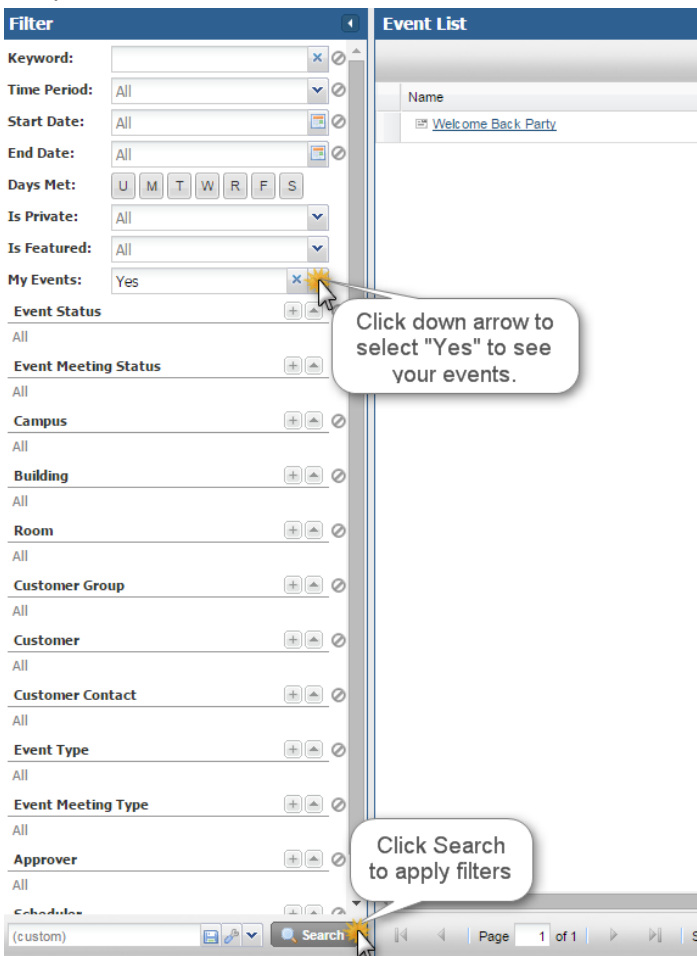 Filter
Event List
Keyword:
Time Period: All
Name
Start Date: All
Welcome Back Party
End Date: All
Days Met: U M T W R F S
Is Private: All
Is Featured: All
My Events: Yes
Click down arrow to
select "Yes" to see
your events.
Event Status
All
Event Meeting Status
All
Campus
All
Building
All
Room
All
Customer Group
All
Customer
All
Customer Contact
All
Event Type
All
Event Meeting Type
All
Click Search
to apply filters
Approver
All
Scheduler
(custom) Search
Page 1 of 1 S